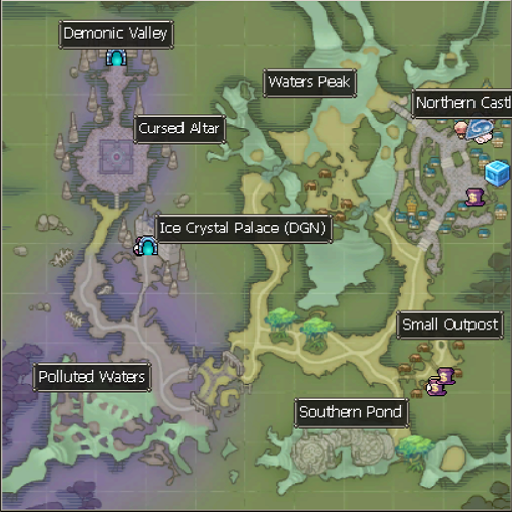 Demonic Valley
Waters Peak
Northern Castl
Cursed Altar
Ice Crystal Palace (DGN)
Small Outpost
Polluted Waters
Southern Pond